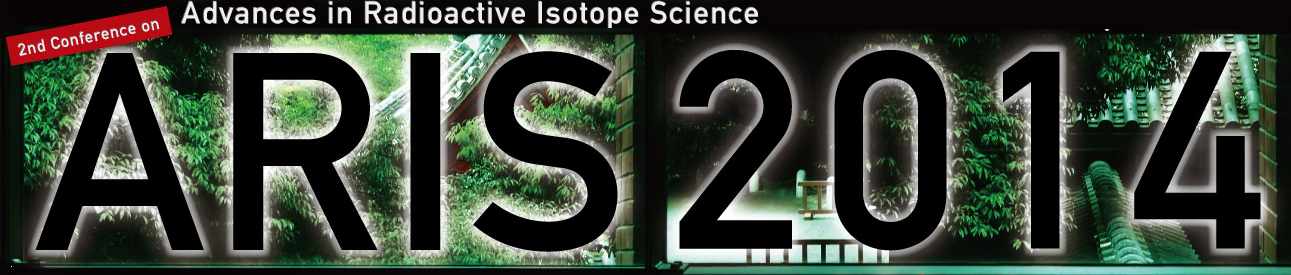 2nd Conference on
Advances in Radioactive Isotope Science
ARIS 2014